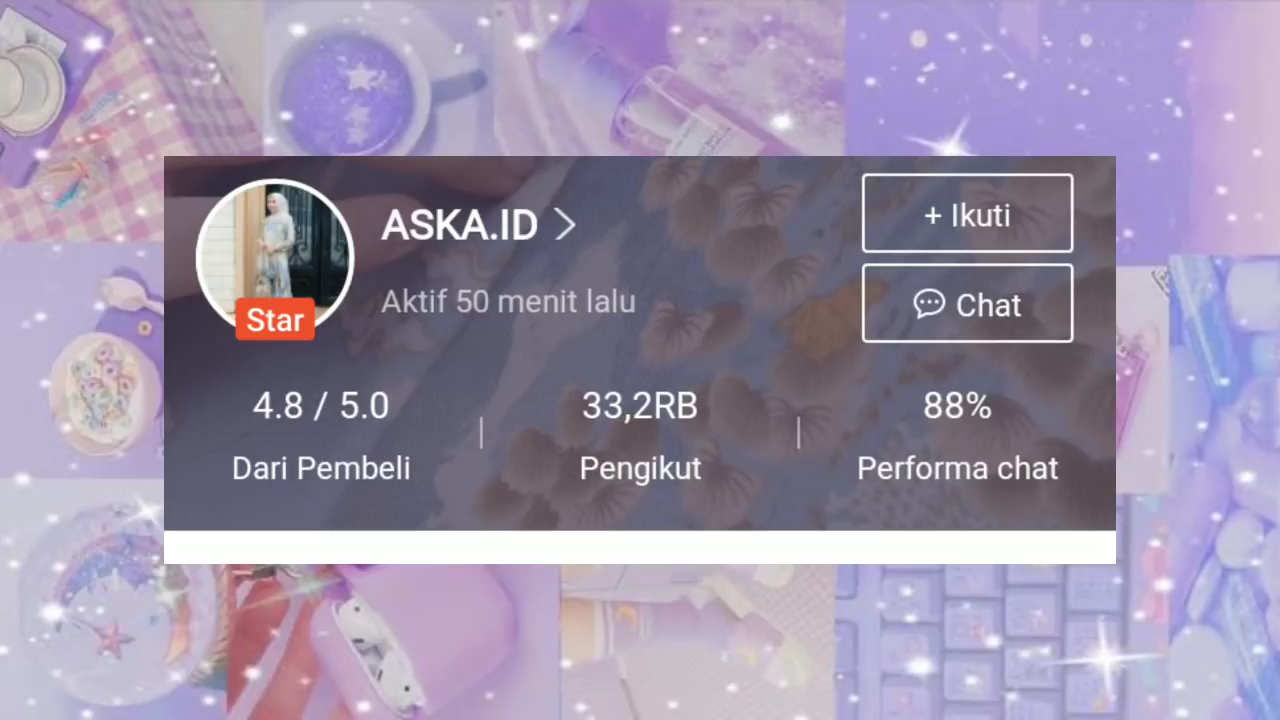 ASKA.ID
+ Ikuti
Aktif 50 menit lalu
Chat
Star
4.8 / 5.0
33,2RB
88%
Dari Pembeli
Pengikut
Performa chat